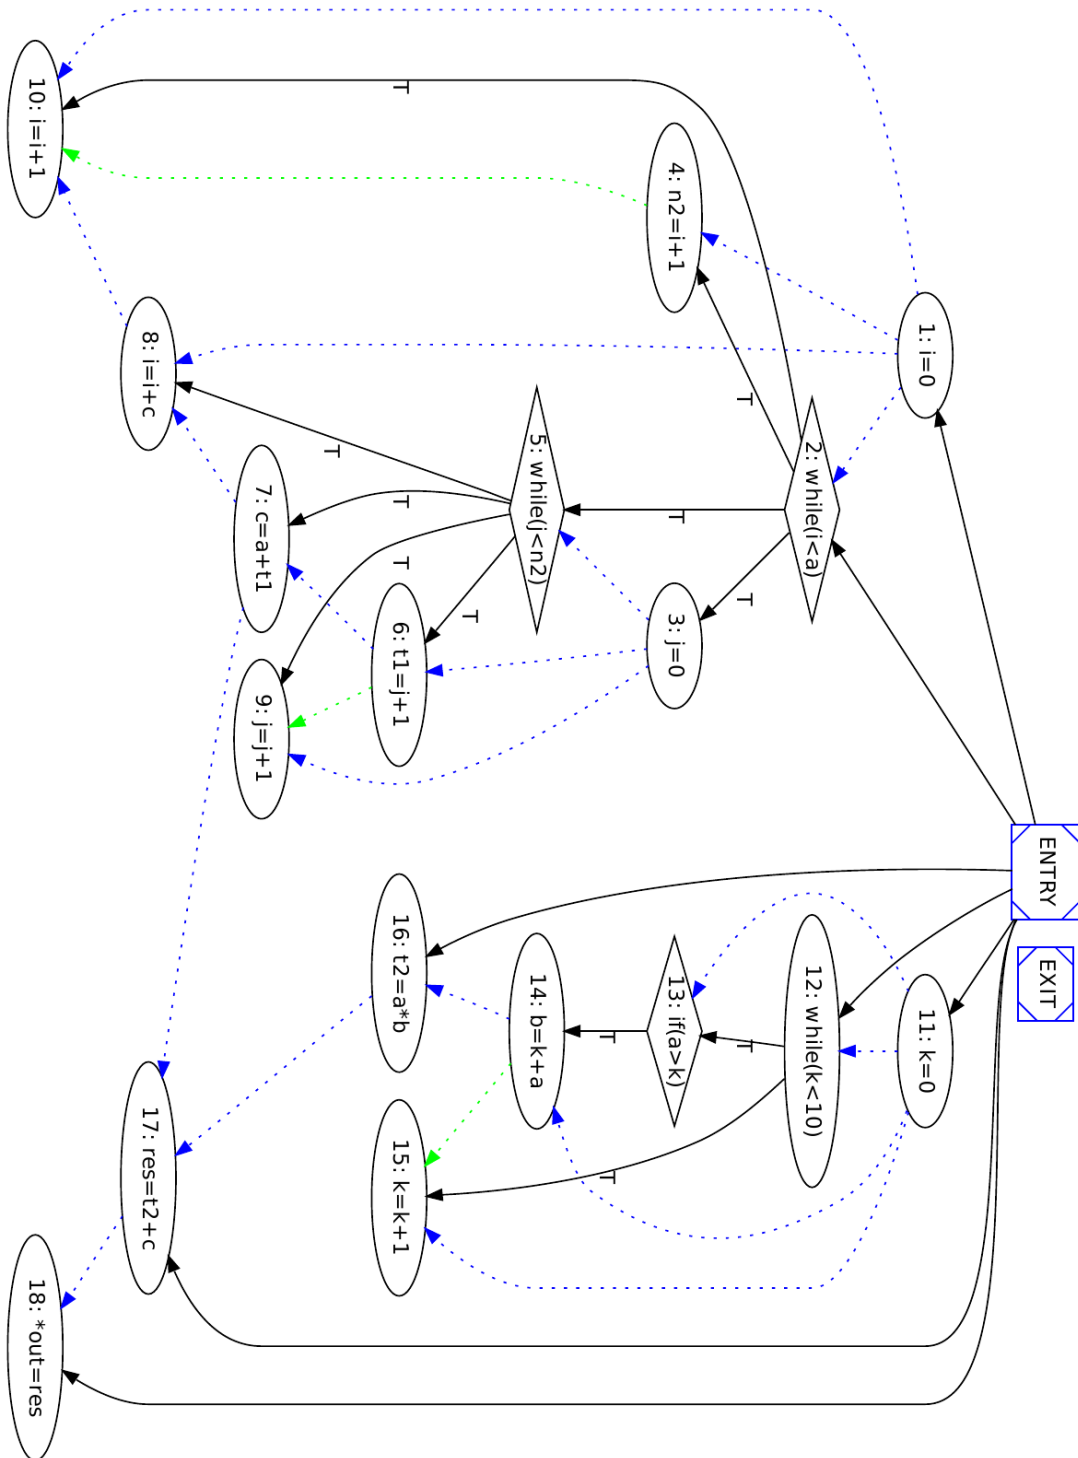 ENTRY
EXIT
1: i=0
11: k=0
2: while(i<a)
12: while(k<10)
T
T
T
4: n2=i+1
3: j=0
13: if(a>k)
T
T
T
5: while(j<n2)
14: b=k+a
T
T
T
T
T
6: t1=j+1
16: t2=a*b
15: k=k+1
7: c=a+t1
9: j=j+1
8: i=i+c
17: res=t2+c
10: i=i+1
18: *out=res